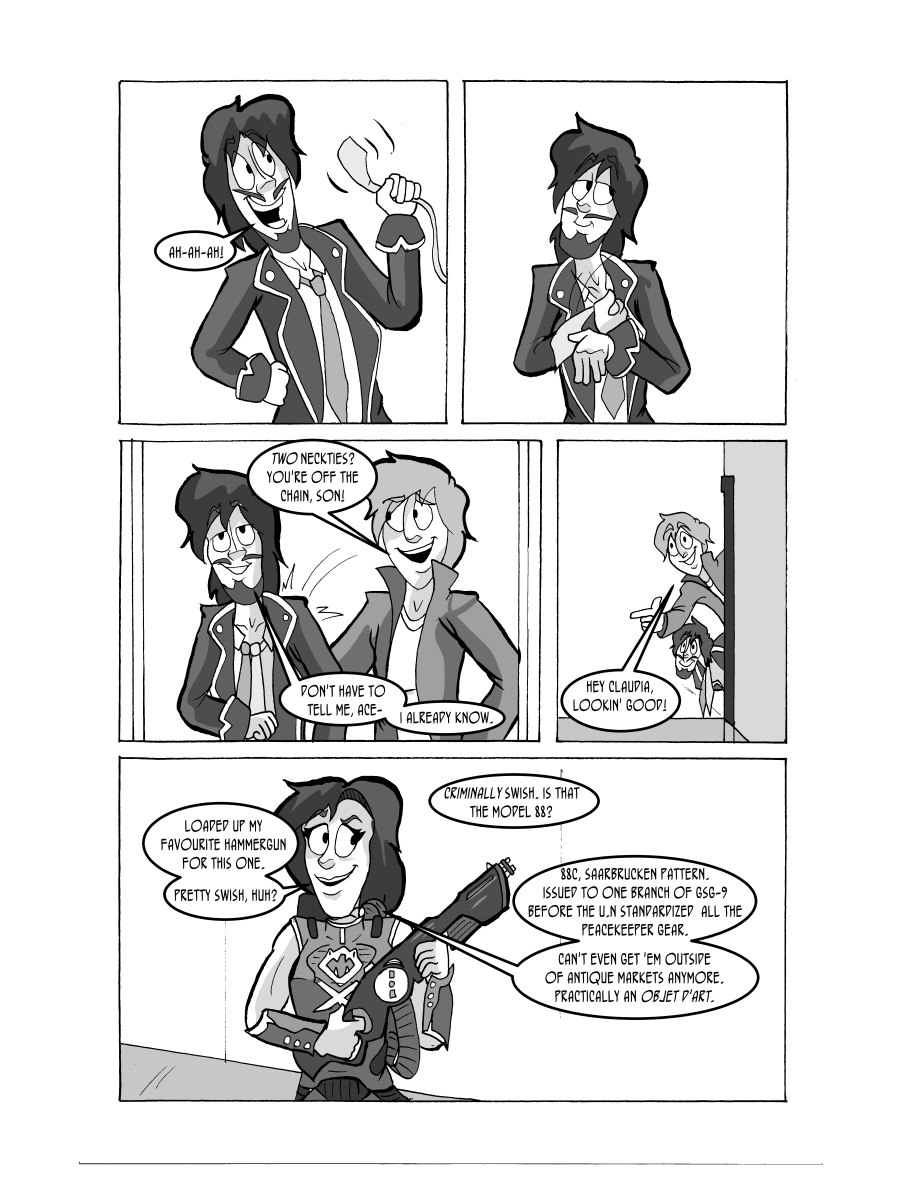 AH-AH-AH!
TWO NECKTIES?
YOU'RE OFF THE
CHAIN, SON!
DON'T HAVE TO
TELL ME, ACE-
I ALREADY KNOW.
HEY CLAUDIA,
LOOKIN' GOOD!
LOADED UP MY
FAVOURITE HAMMERGUN
FOR THIS ONE.
PRETTY SWISH, HUH?
CRIMINALLY SWISH. IS THAT
THE MODEL 88?
88C, SAARBRUCKEN PATTERN.
ISSUED TO ONE BRANCH OF GSG-9
BEFORE THE U.N STANDARDIZED ALL THE
PEACEKEEPER GEAR.
CAN'T EVEN GET 'EM OUTSIDE
OF ANTIQUE MARKETS ANYMORE.
PRACTICALLY AN OBJET D'ART.